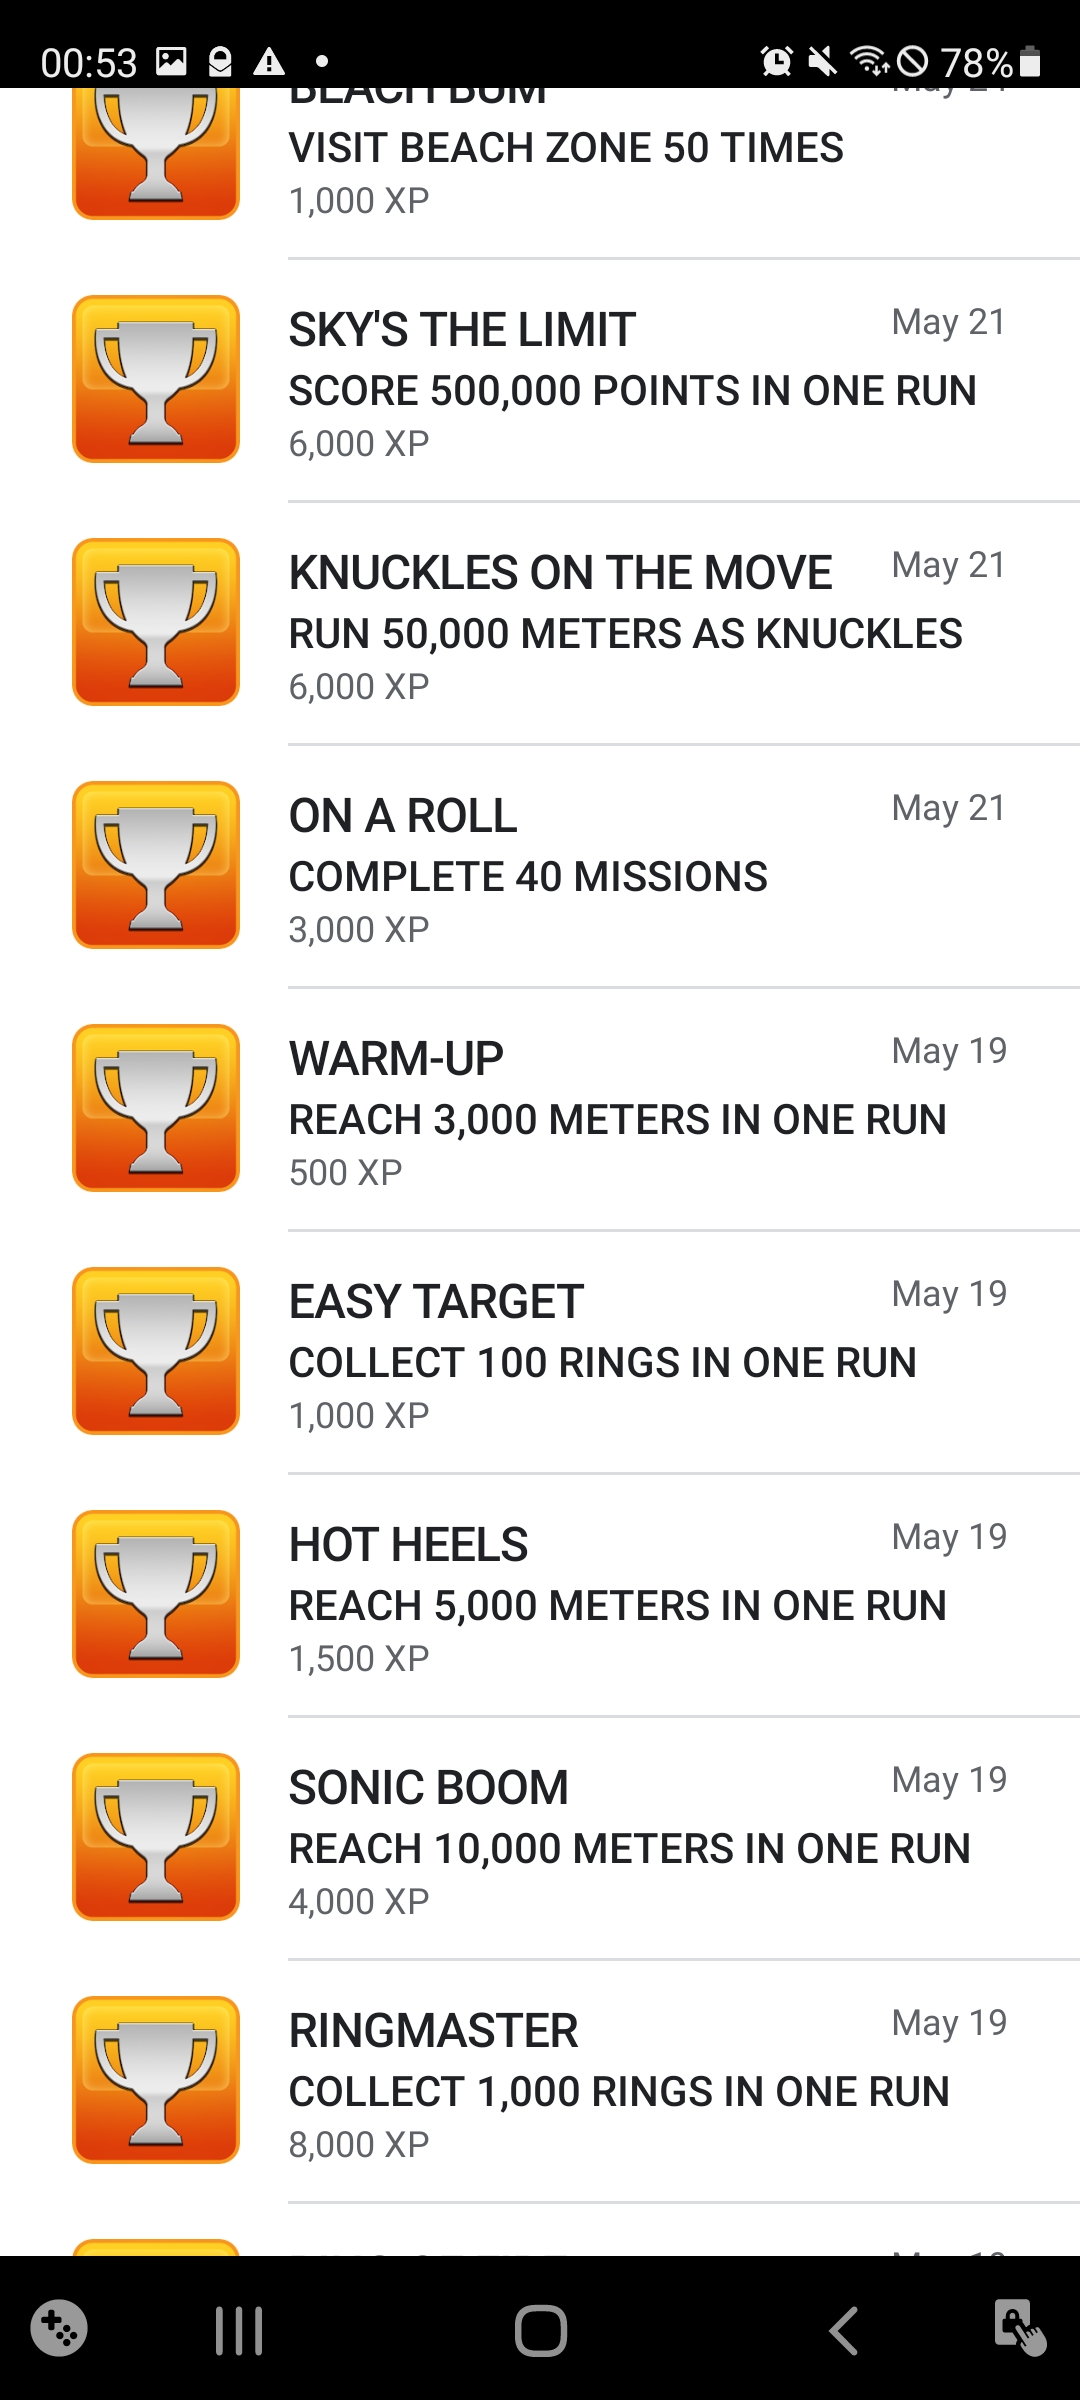 00:53 78%
BEACH BUM May 21
VISIT BEACH ZONE 50 TIMES
1,000 XP
SKY'S THE LIMIT May 21
SCORE 500,000 POINTS IN ONE RUN
6,000 XP
KNUCKLES ON THE MOVE May 21
RUN 50,000 METERS AS KNUCKLES
6,000 XP
ON A ROLL May 21
COMPLETE 40 MISSIONS
3,000 XP
WARM-UP May 19
REACH 3,000 METERS IN ONE RUN
500 XP
EASY TARGET May 19
COLLECT 100 RINGS IN ONE RUN
1,000 XP
HOT HEELS May 19
REACH 5,000 METERS IN ONE RUN
1,500 XP
SONIC BOOM May 19
REACH 10,000 METERS IN ONE RUN
4,000 XP
RINGMASTER May 19
COLLECT 1,000 RINGS IN ONE RUN
8,000 XP